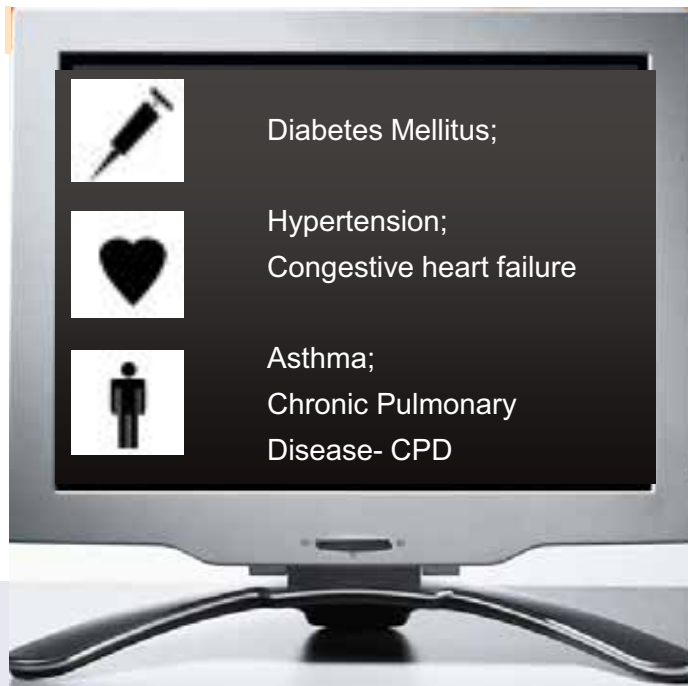 Diabetes Mellitus;
Hypertension;
Congestive heart failure
Asthma;
Chronic Pulmonary
Disease- CPD